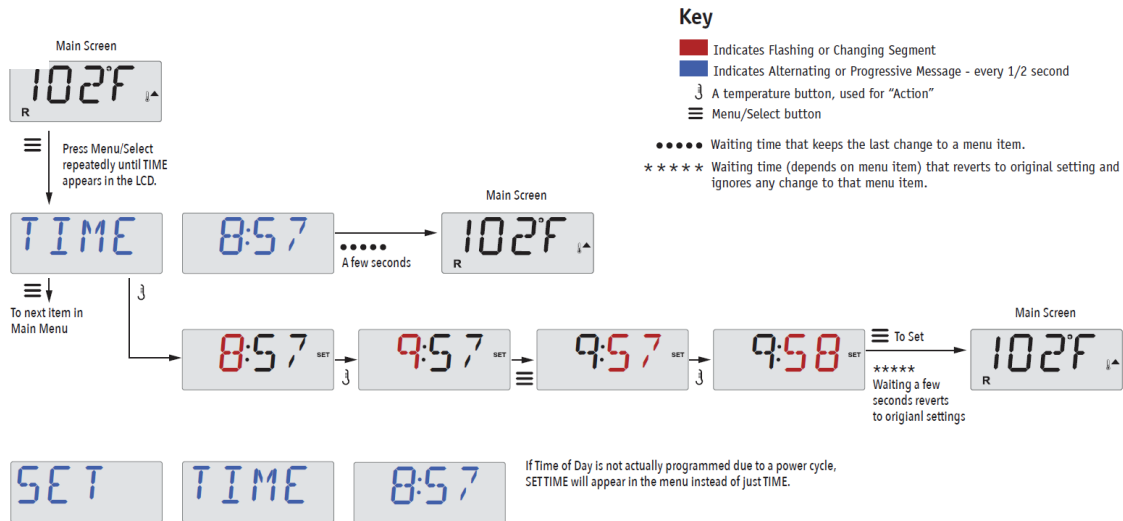 Key
Indicates Flashing or Changing Segment
Indicates Alternating or Progressive Message - every 1/2 second
A temperature button, used for “Action”
Menu/Select button
••••• Waiting time that keeps the last change to a menu item.
***** Waiting time (depends on menu item) that reverts to original setting and
ignores any change to that menu item.
Main Screen
102°F
R
Press Menu/Select
repeatedly until TIME
appears in the LCD.
TIME
8:57
•••••
A few seconds
Main Screen
102°F
R
To next item in
Main Menu
8:57 SET
9:57 SET
9:57 SET
9:58 SET
To Set
*****
Waiting a few
seconds reverts
to origianl settings
Main Screen
102°F
R
SET
TIME
8:57
If Time of Day is not actually programmed due to a power cycle,
SET TIME will appear in the menu instead of just TIME.